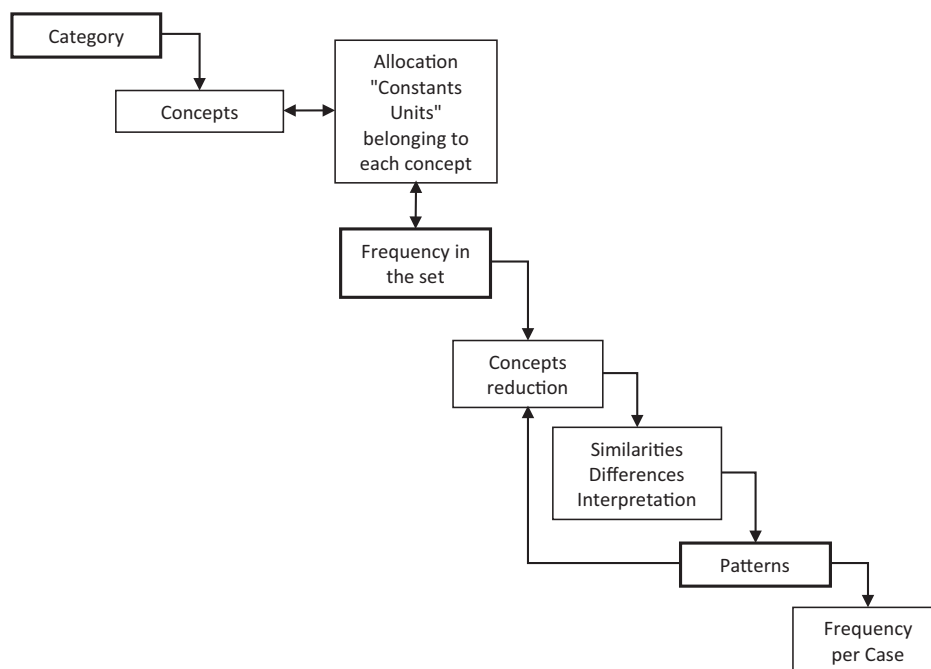 Category
Concepts
Allocation
"Constants
Units"
belonging to
each concept
Frequency in
the set
Concepts
reduction
Similarities
Differences
Interpretation
Patterns
Frequency
per Case